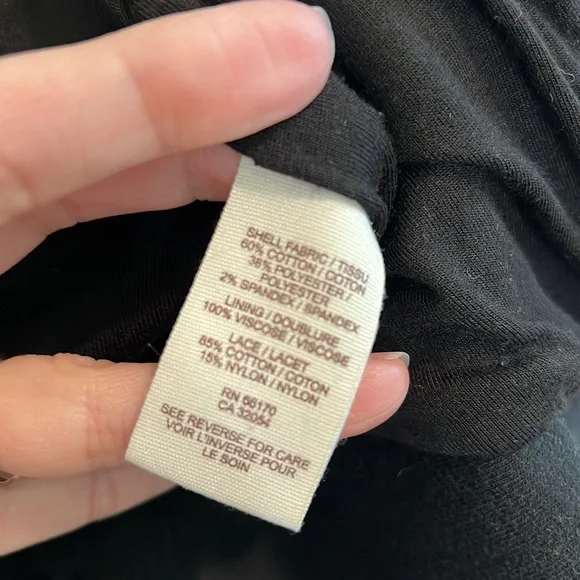 SHELL FABRIC / TISSU
60% COTTON / COTON
38% POLYESTER /
POLYESTER
2% SPANDEX / SPANDEX
LINING / DOUBLURE
100% VISCOSE / VISCOSE
LACE / LACET
85% COTTON / COTON
15% NYLON / NYLON
RN 66170
CA 32054
SEE REVERSE FOR CARE
VOIR L'INVERSE POUR
LE SOIN